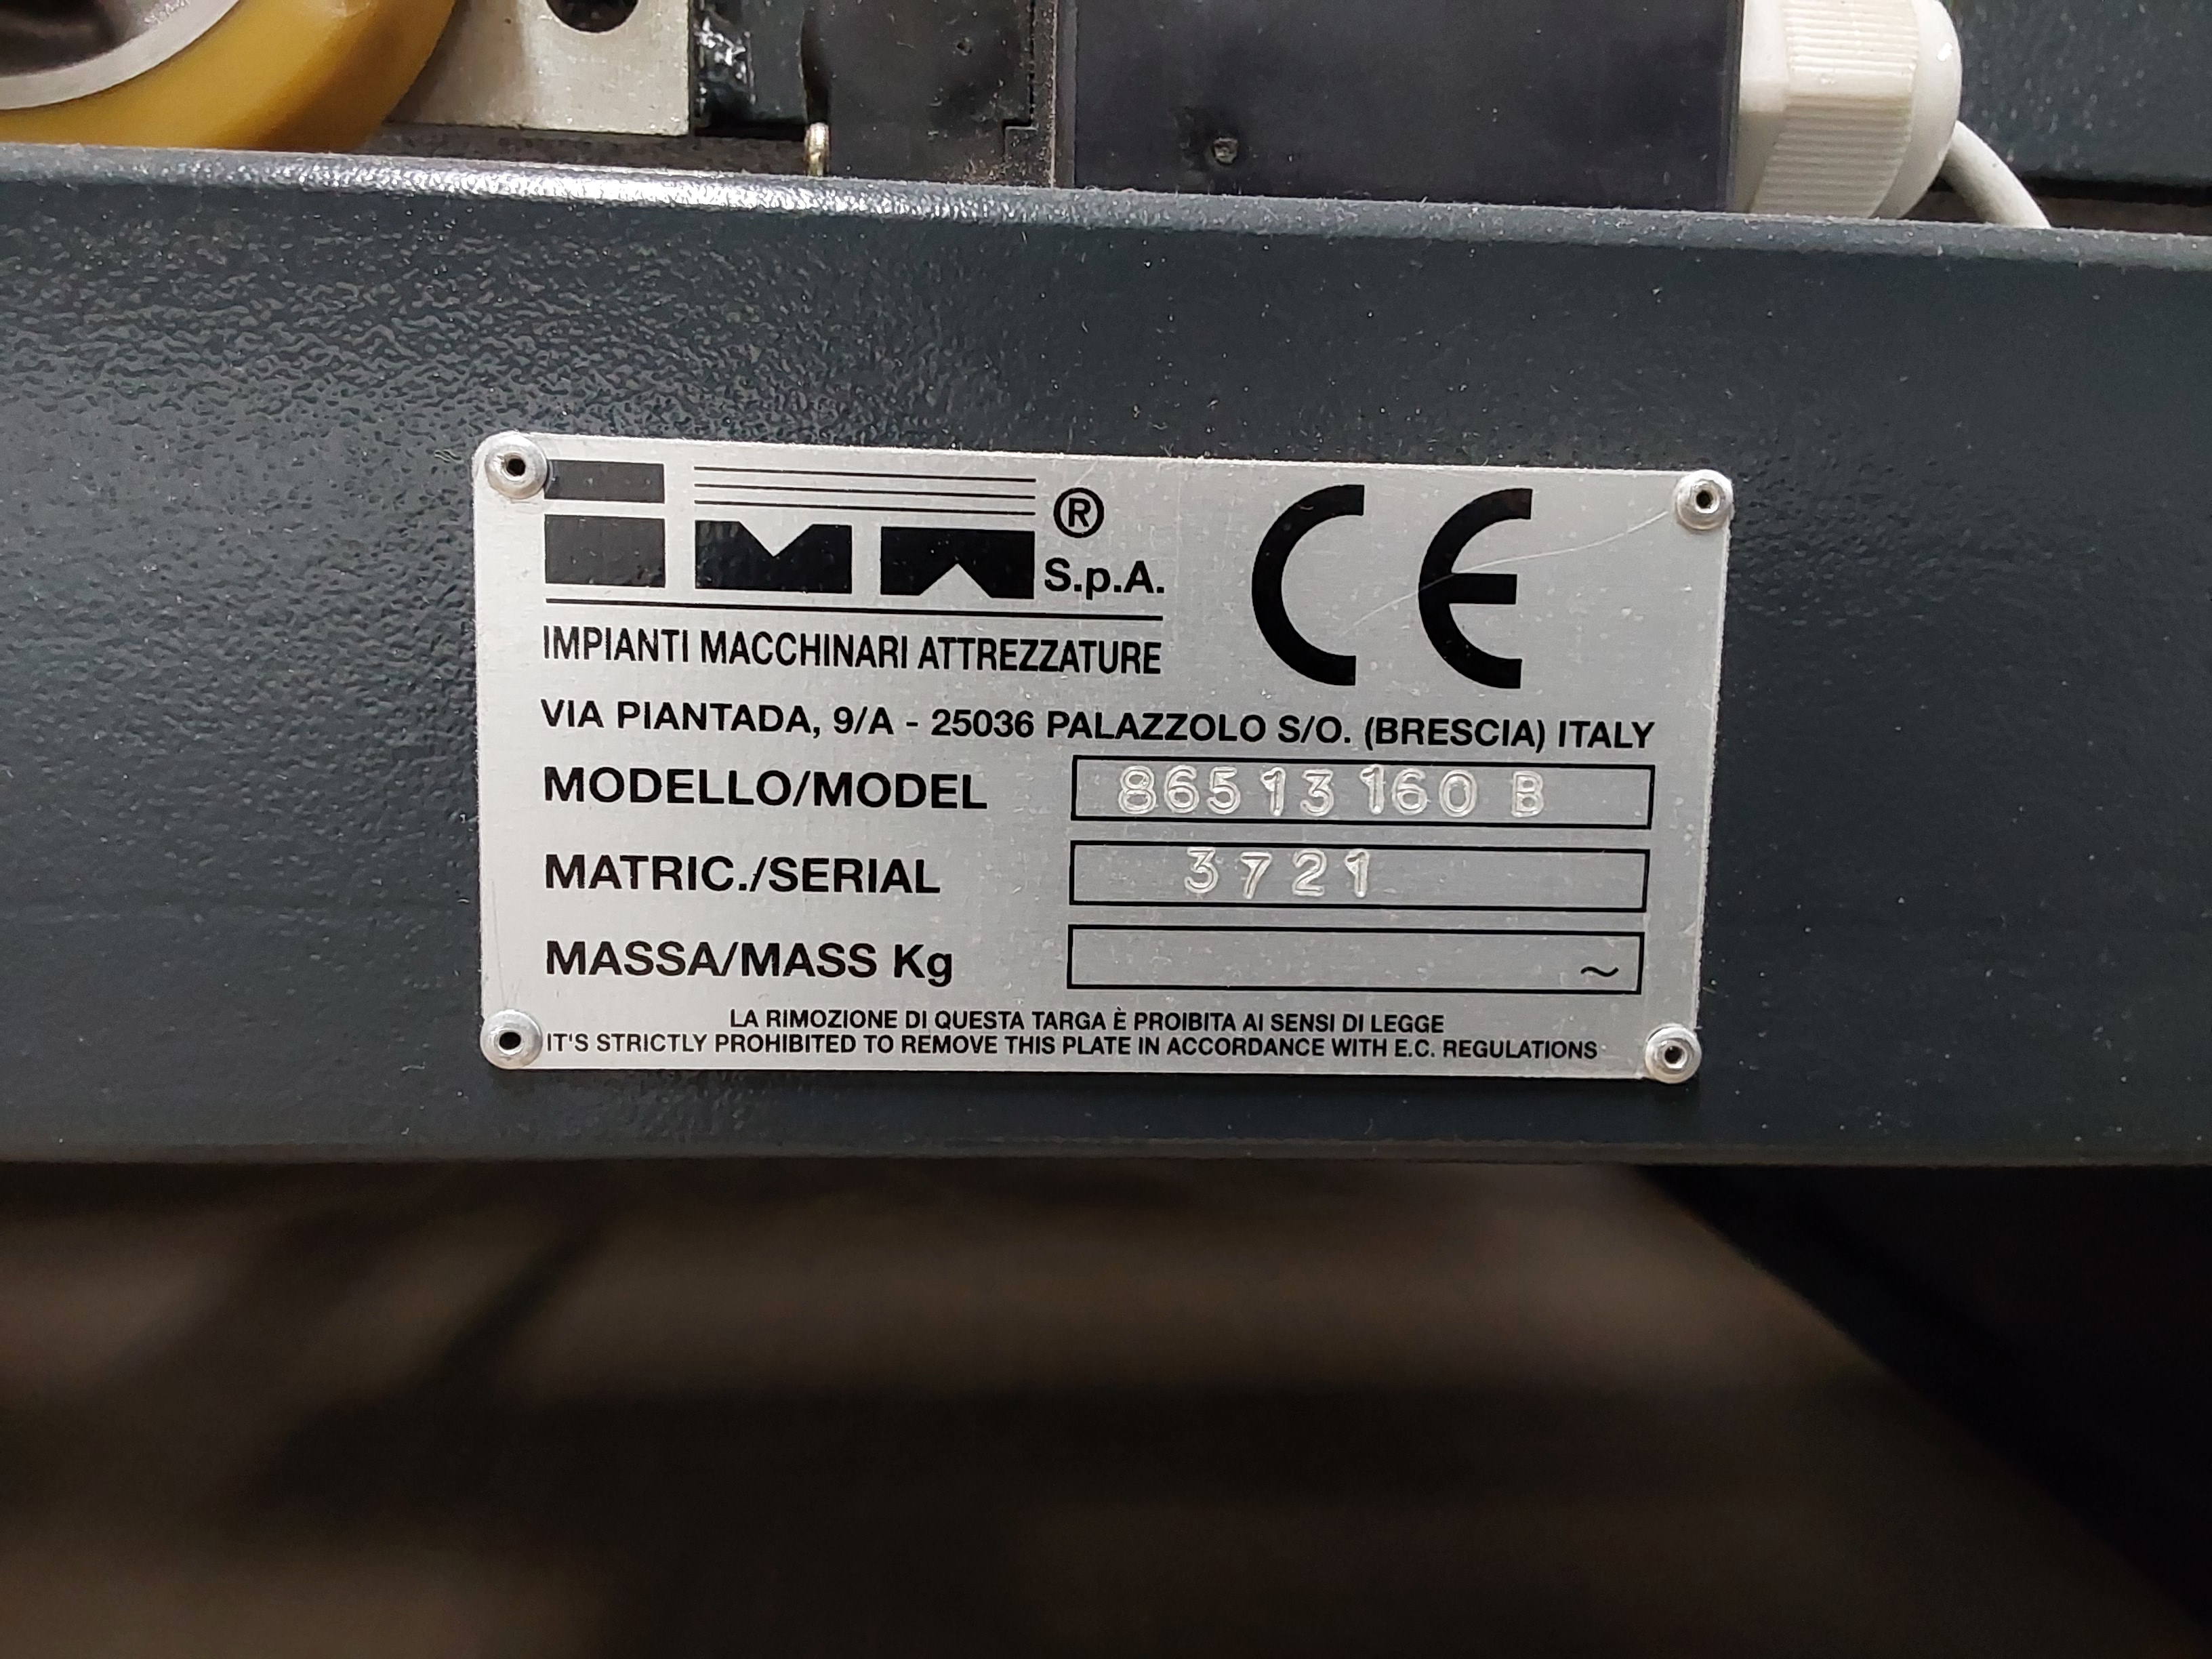 ima® S.p.A. CE
IMPIANTI MACCHINARI ATTREZZATURE
VIA PIANTADA, 9/A - 25036 PALAZZOLO S/O. (BRESCIA) ITALY
MODELLO/MODEL 86513160 B
MATRIC./SERIAL 3721
MASSA/MASS Kg ~
LA RIMOZIONE DI QUESTA TARGA È PROIBITA AI SENSI DI LEGGE
IT'S STRICTLY PROHIBITED TO REMOVE THIS PLATE IN ACCORDANCE WITH E.C. REGULATIONS